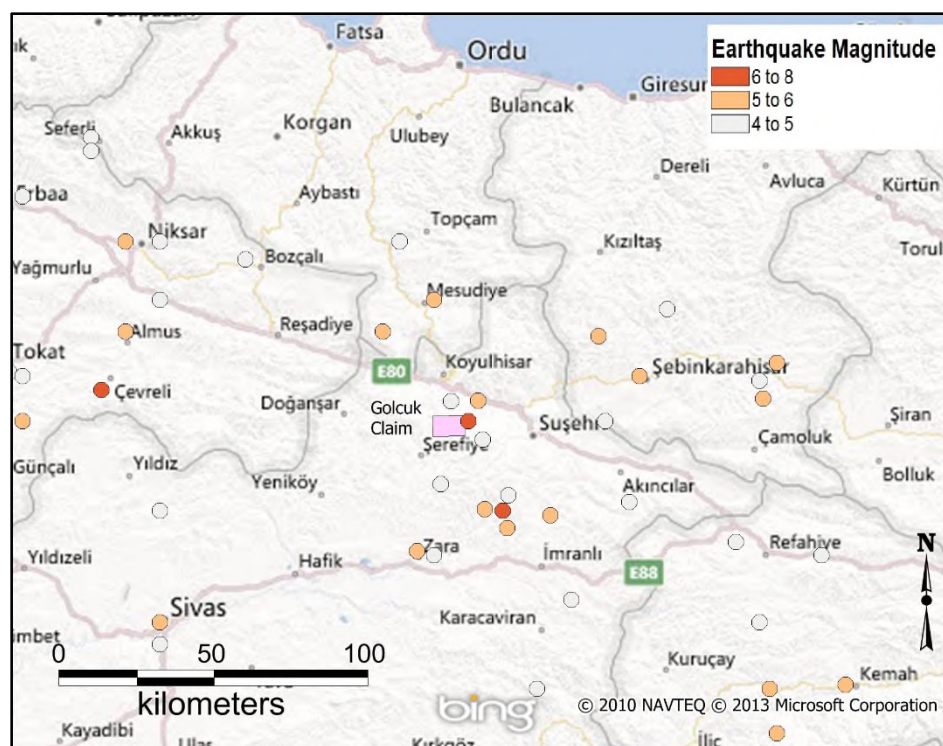 Fatsa
Ordu
Bulancak
Giresun
Earthquake Magnitude
6 to 8
5 to 6
4 to 5
Seferli
Akkuş
Korgan
Ulubey
Dereli
Avluca
Kürtün
Erbaa
Aybastı
Topçam
Kızıltaş
Torul
Niksar
Bozçalı
Yağmurlu
Mesudiye
Almus
Reşadiye
Tokat
E80
Koyulhisar
Şebinkarahisar
Çevreli
Doğanşar
Golcuk
Claim
Suşehri
Şiran
Şerefiye
Çamoluk
Günçalı
Yıldız
Yeniköy
Akıncılar
Bolluk
Zara
İmranlı
Refahiye
N
Yıldızeli
Hafik
E88
Sivas
Karacaviran
0 50 100
kilometers
Kuruçay
Kemah
bing
© 2010 NAVTEQ © 2013 Microsoft Corporation
Kayadibi
Ulaş
Kırkgöz
İliç